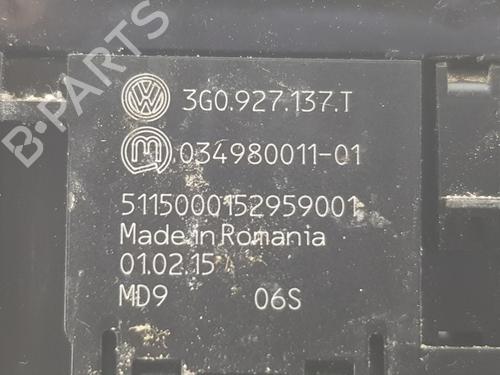 B-PARTS
3G0.927.137.T
034980011-01
5115000152959001
Made in Romania
01.02.15
MD9 06S